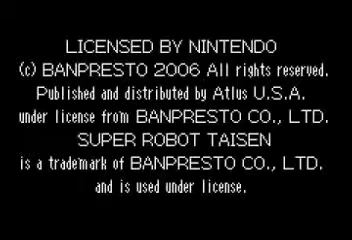 LICENSED BY NINTENDO
(c) BANPRESTO 2006 All rights reserved.
Published and distributed by Atlus U.S.A.
under license from BANPRESTO CO., LTD.
SUPER ROBOT TAISEN
is a trademark of BANPRESTO CO., LTD.
and is used under license.